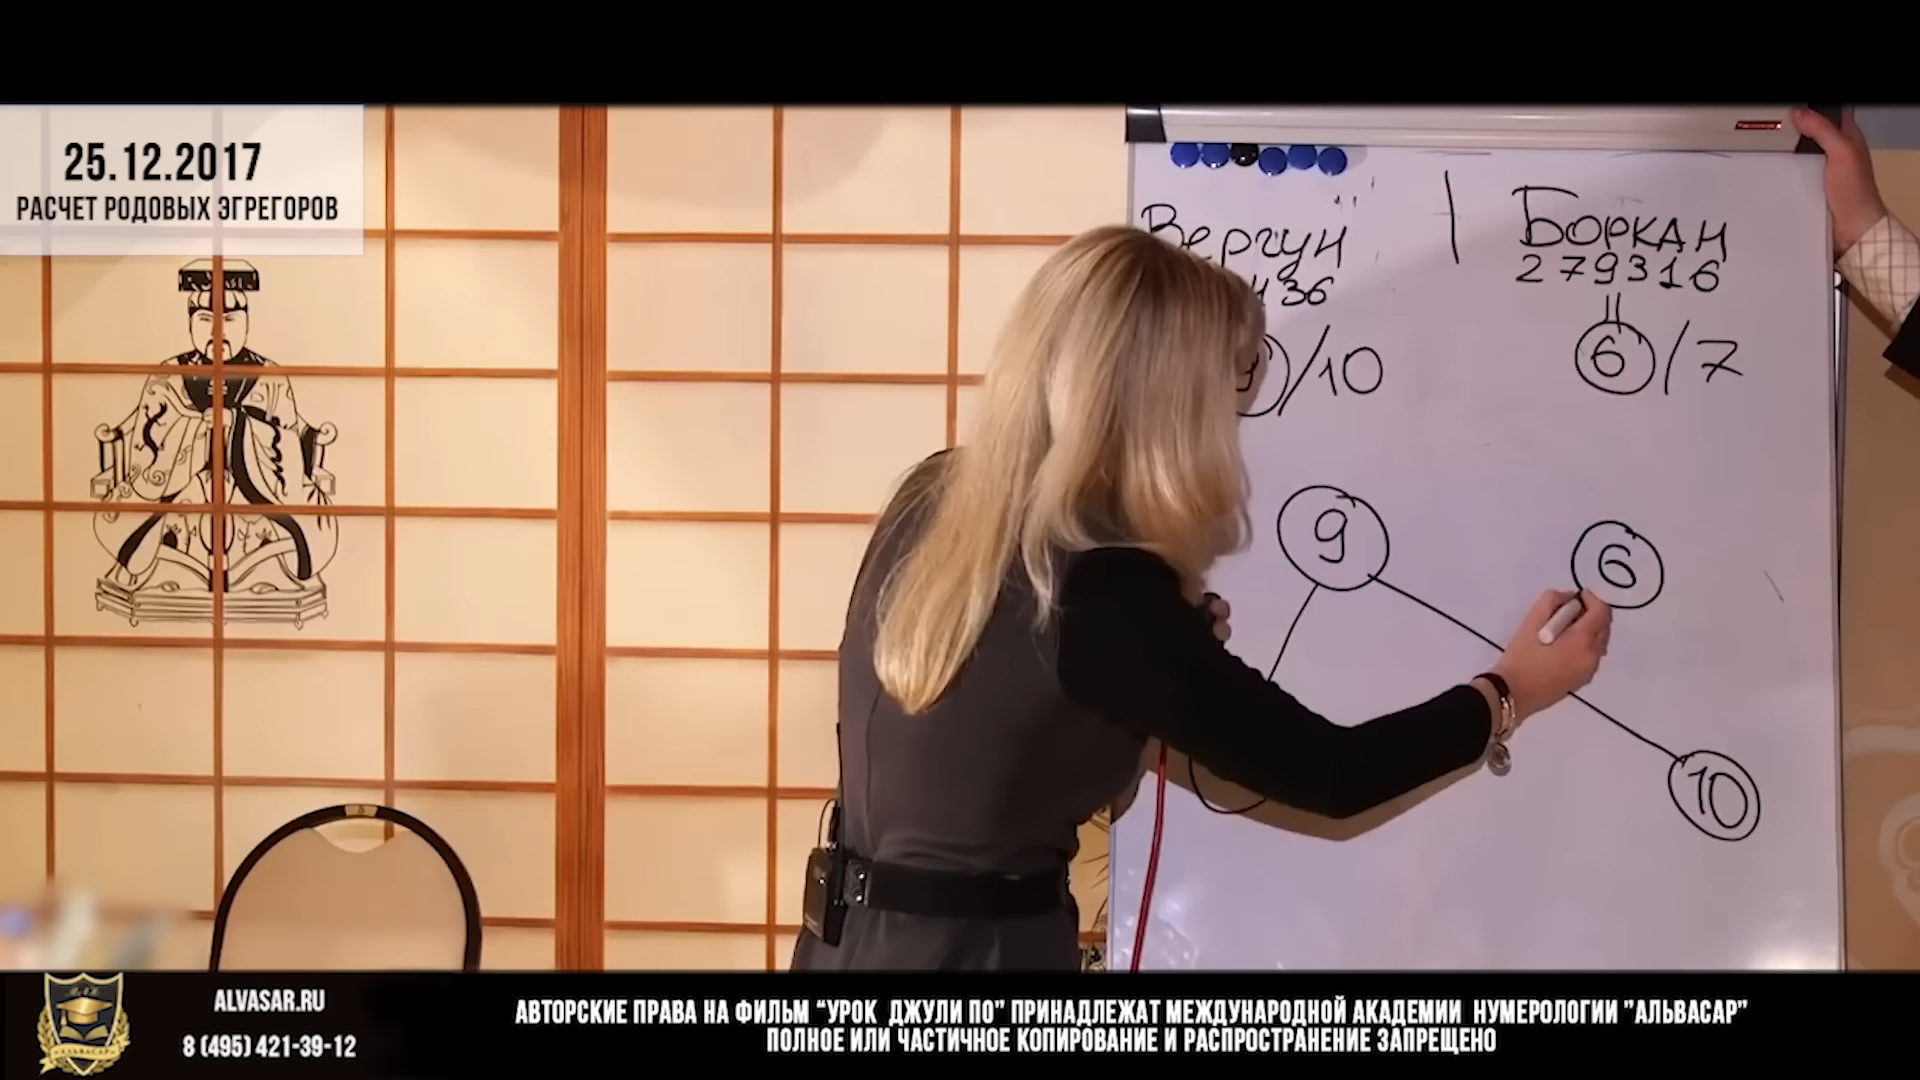 25.12.2017
РАСЧЕТ РОДОВЫХ ЭГРЕГОРОВ
Вергун
36
/10
Боркан
279316
6/7
9
6
10
ALVASAR.RU
8 (495) 421-39-12
АВТОРСКИЕ ПРАВА НА ФИЛЬМ “УРОК ДЖУЛИ ПО” ПРИНАДЛЕЖАТ МЕЖДУНАРОДНОЙ АКАДЕМИИ НУМЕРОЛОГИИ "АЛЬВАСАР"
ПОЛНОЕ ИЛИ ЧАСТИЧНОЕ КОПИРОВАНИЕ И РАСПРОСТРАНЕНИЕ ЗАПРЕЩЕНО
«АЛЬВАСАР»